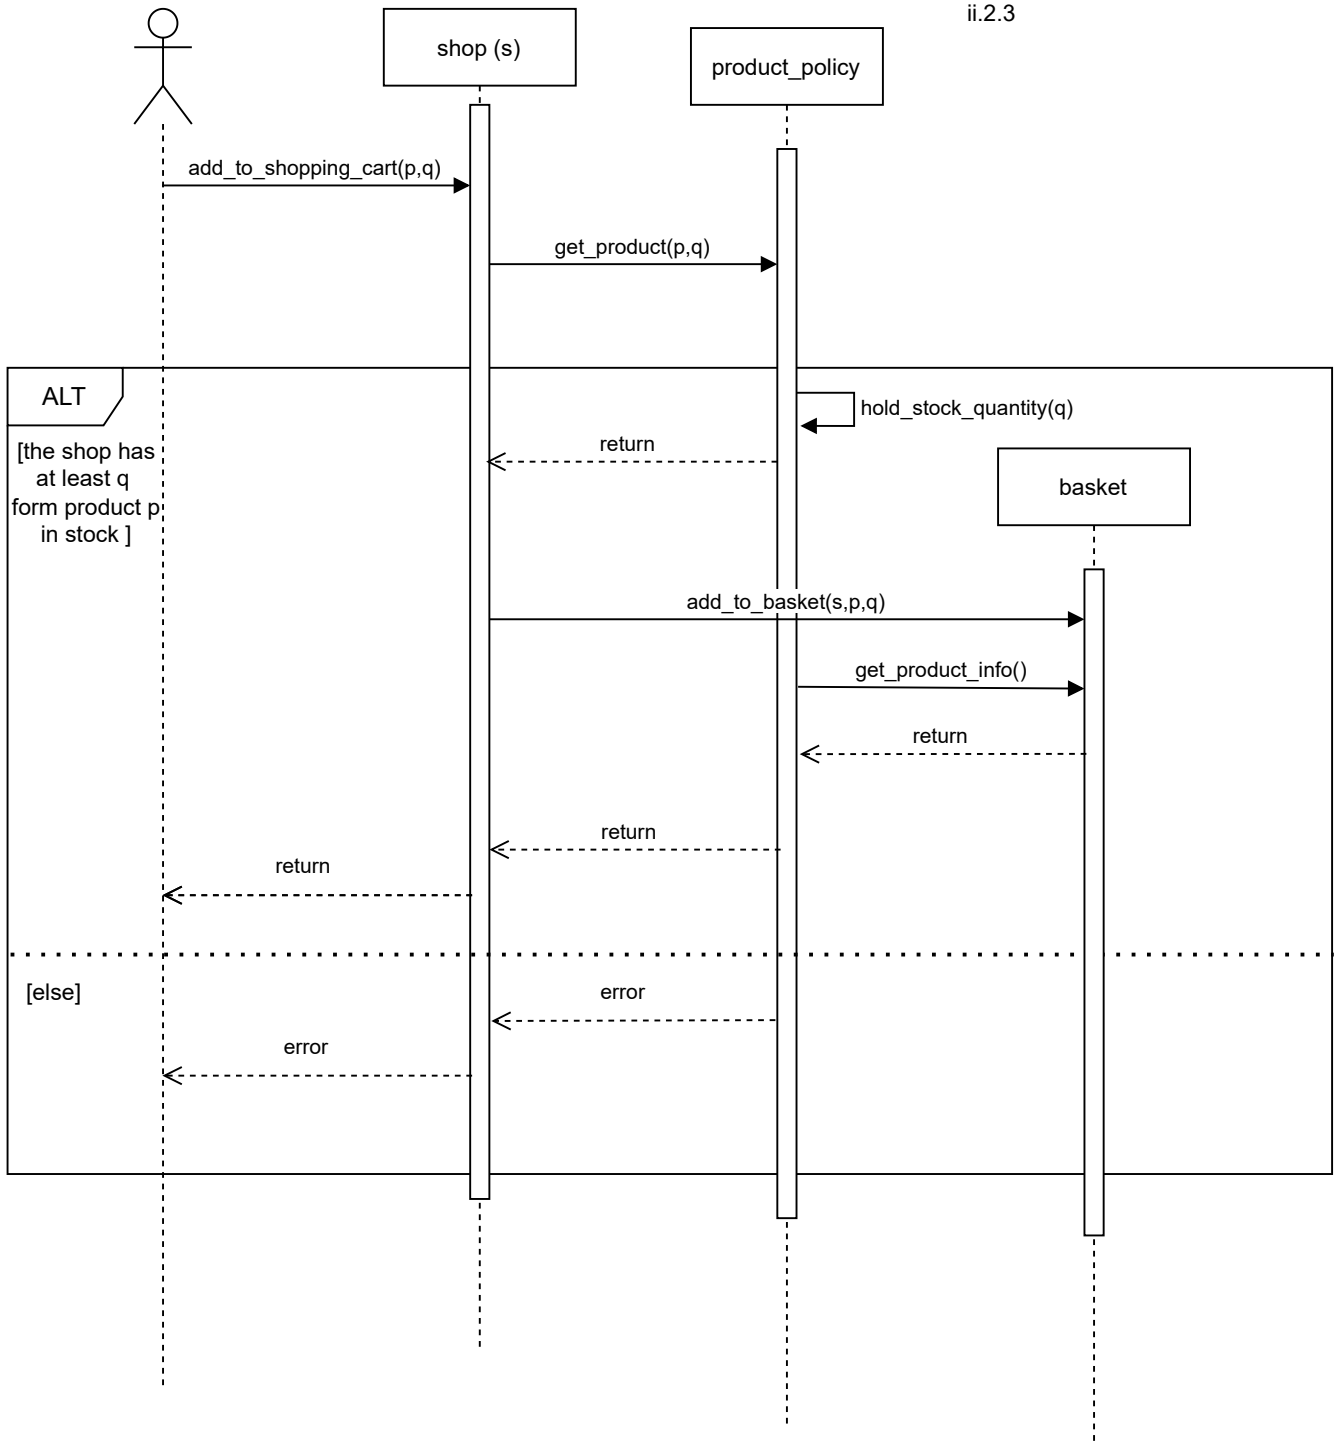 ii.2.3
shop (s)
product_policy
add_to_shopping_cart(p,q)
get_product(p,q)
ALT
hold_stock_quantity(q)
return
[the shop has
at least q
form product p
in stock ]
basket
add_to_basket(s,p,q)
get_product_info()
return
return
return
[else]
error
error